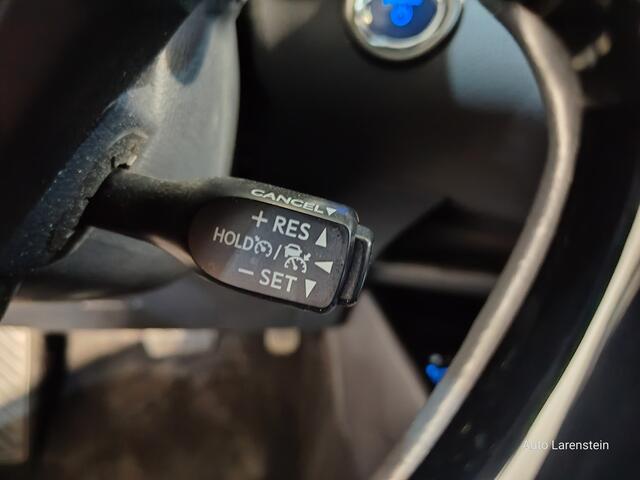 CANCEL▼
+ RES ▲
HOLD /
− SET ▼
Auto Larenstein